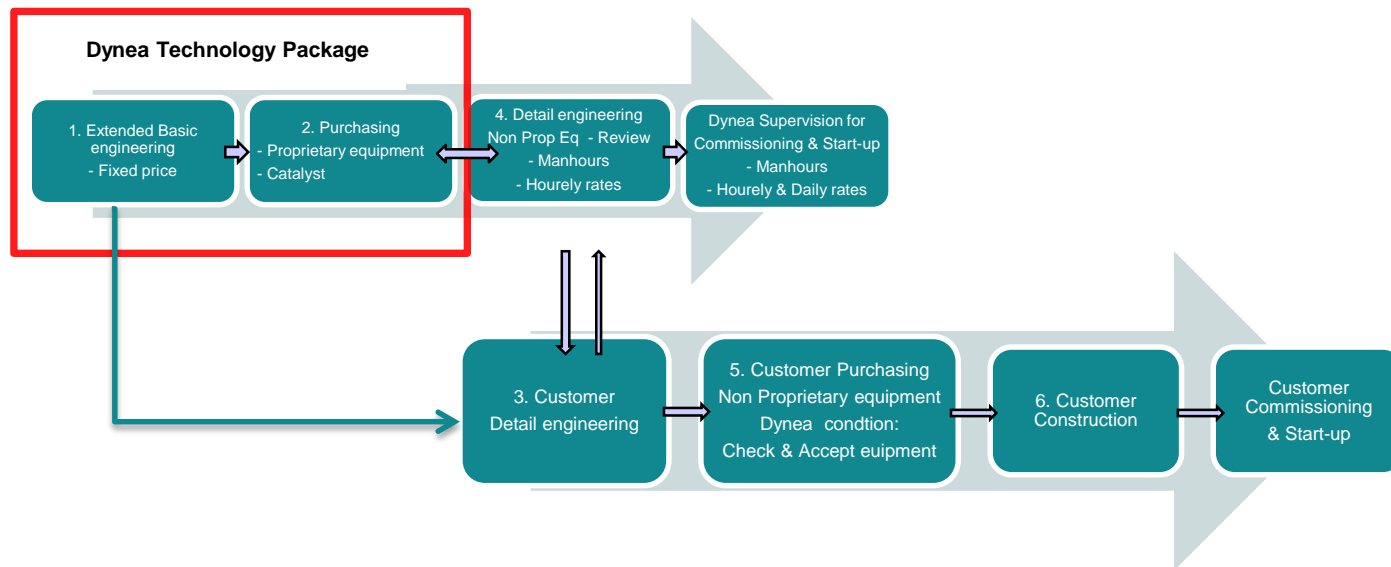 Dynea Technology Package
1. Extended Basic
engineering
- Fixed price
2. Purchasing
- Proprietary equipment
- Catalyst
4. Detail engineering
Non Prop Eq - Review
- Manhours
- Hourely rates
Dynea Supervision for
Commissioning & Start-up
- Manhours
- Hourely & Daily rates
3. Customer
Detail engineering
5. Customer Purchasing
Non Proprietary equipment
Dynea condtion:
Check & Accept euipment
6. Customer
Construction
Customer
Commissioning
& Start-up